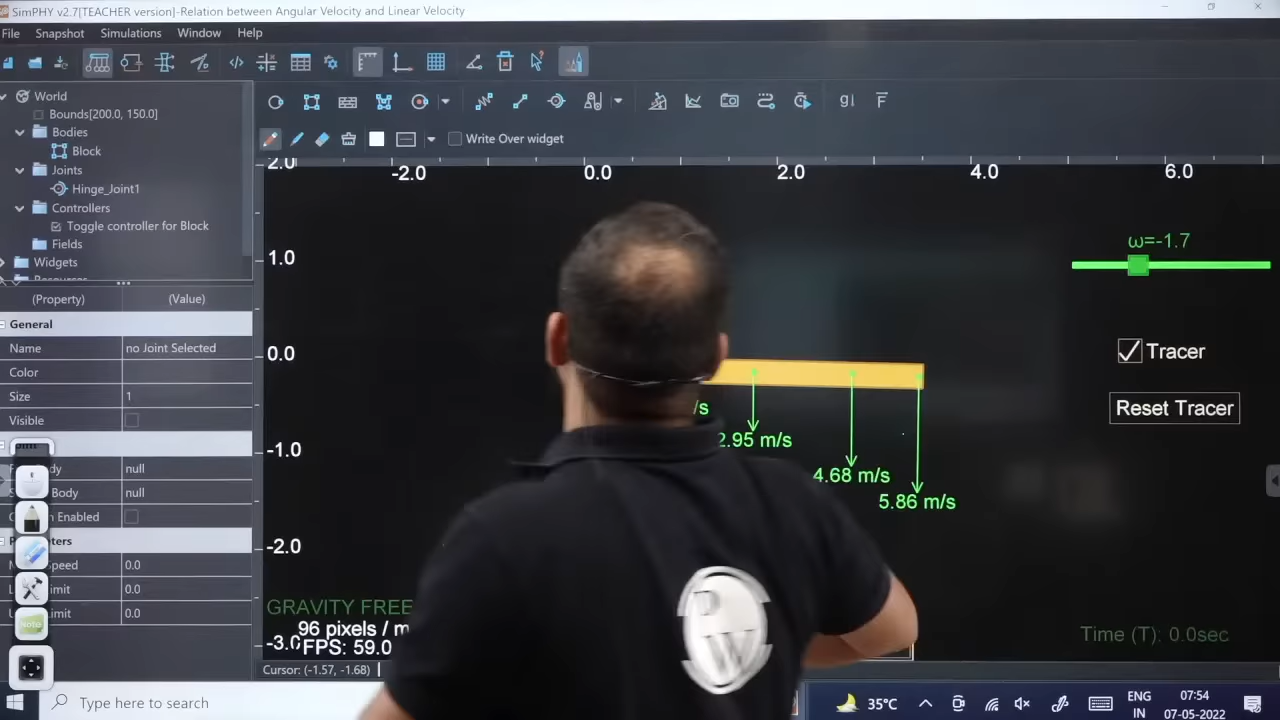 SimPHY v2.7[TEACHER version]-Relation between Angular Velocity and Linear Velocity
File Snapshot Simulations Window Help
World
Bounds[200.0, 150.0]
Bodies
Block
Joints
Hinge_Joint1
Controllers
Toggle controller for Block
Fields
Widgets
gl F
Write Over widget
(Property) (Value)
General
Name no Joint Selected
Color
Size 1
Visible
null
Body null
Enabled
0.0
Limit 0.0
Limit 0.0
Note
2.0
1.0
0.0
-1.0
-2.0
-3.0
-2.0 0.0 2.0 4.0 6.0
ω=-1.7
Tracer
Reset Tracer
/s
2.95 m/s
4.68 m/s
5.86 m/s
GRAVITY FREE
96 pixels / m
FPS: 59.0
Time (T): 0.0sec
Cursor: (-1.57, -1.68)
P
W
Type here to search
35°C
ENG
IN
07:54
07-05-2022